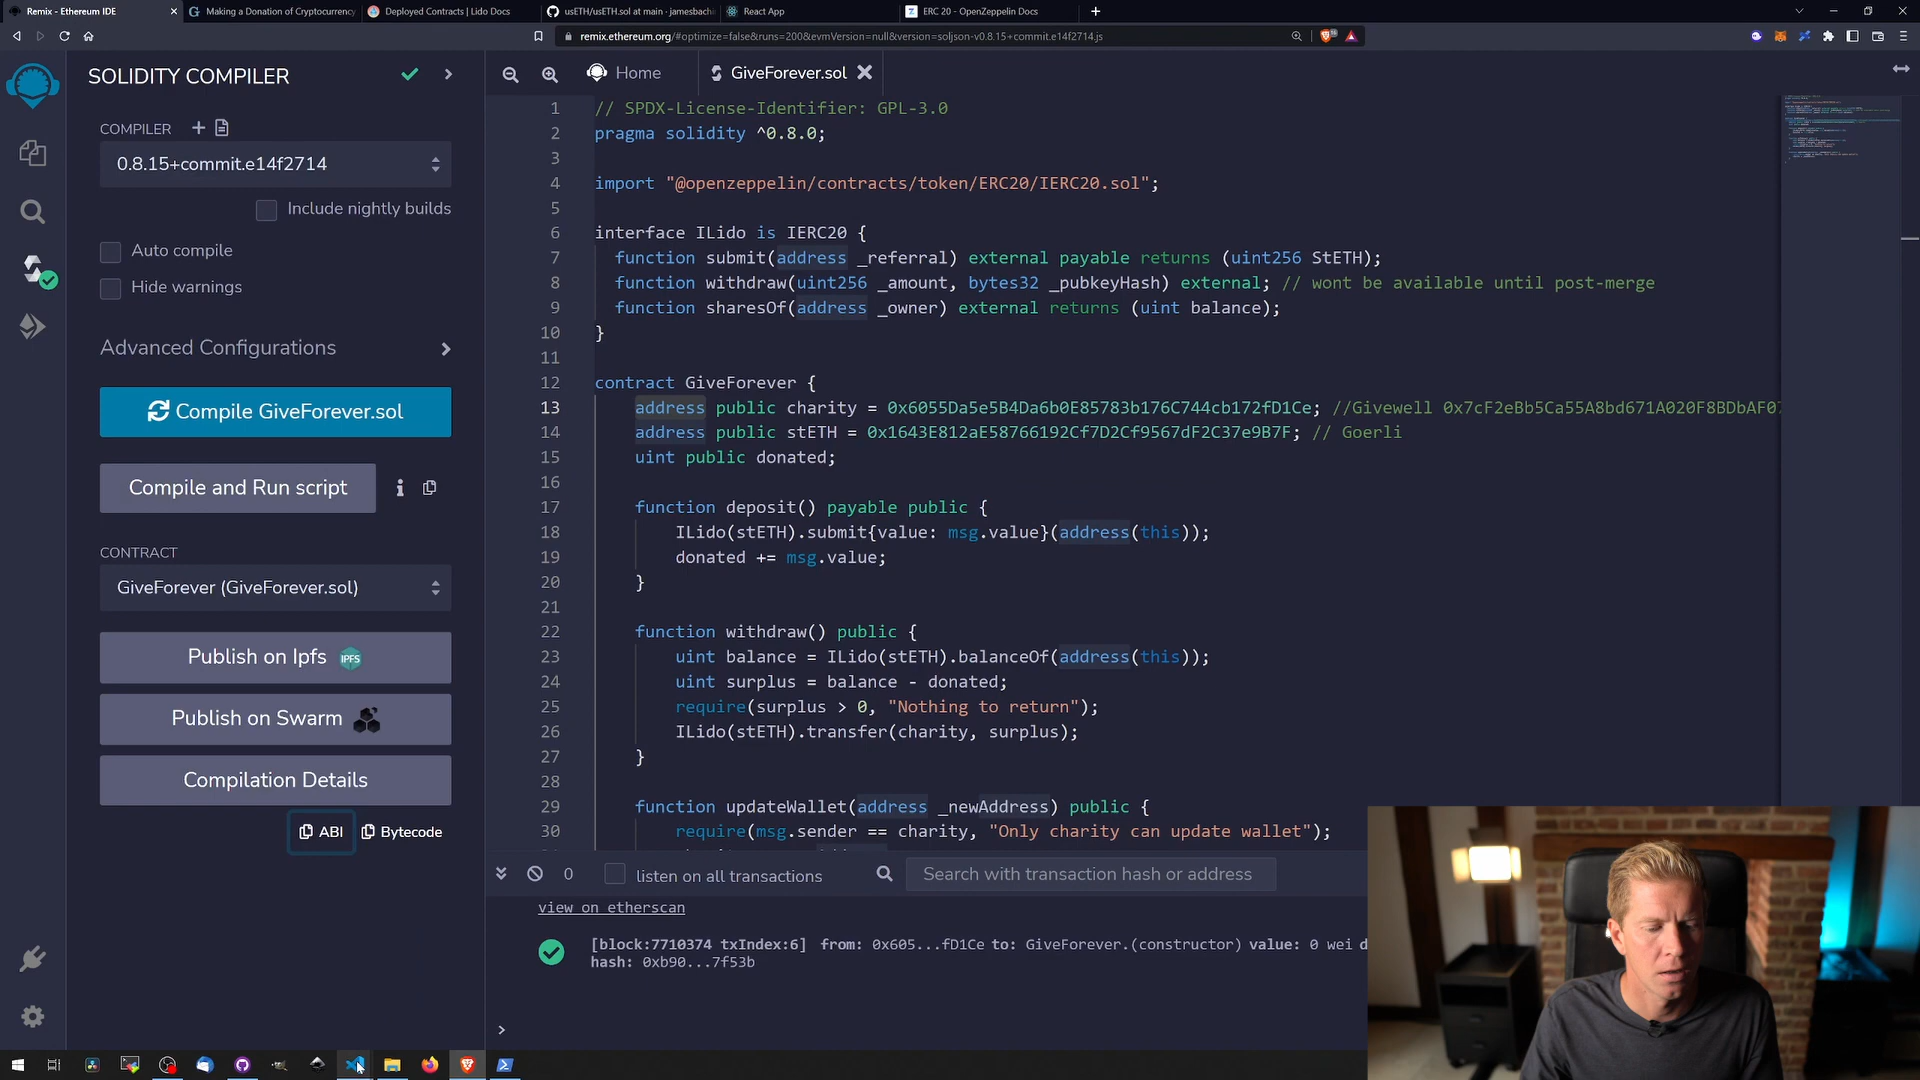 Remix - Ethereum IDE
Making a Donation of Cryptocurrency
Deployed Contracts | Lido Docs
usETH/usETH.sol at main · jamesbachi
React App
ERC 20 - OpenZeppelin Docs
remix.ethereum.org/#optimize=false&runs=200&evmVersion=null&version=soljson-v0.8.15+commit.e14f2714.js
SOLIDITY COMPILER
COMPILER
0.8.15+commit.e14f2714
Include nightly builds
Auto compile
Hide warnings
Advanced Configurations
Compile GiveForever.sol
Compile and Run script
CONTRACT
GiveForever (GiveForever.sol)
Publish on Ipfs
IPFS
Publish on Swarm
Compilation Details
ABI
Bytecode
Home
GiveForever.sol
1 // SPDX-License-Identifier: GPL-3.0
2 pragma solidity ^0.8.0;
3
4 import "@openzeppelin/contracts/token/ERC20/IERC20.sol";
5
6 interface ILido is IERC20 {
7 function submit(address _referral) external payable returns (uint256 StETH);
8 function withdraw(uint256 _amount, bytes32 _pubkeyHash) external; // wont be available until post-merge
9 function sharesOf(address _owner) external returns (uint balance);
10 }
11
12 contract GiveForever {
13 address public charity = 0x6055Da5e5B4Da6b0E85783b176C744cb172fD1Ce; //Givewell 0x7cF2eBb5Ca55A8bd671A020F8BDbAF07
14 address public stETH = 0x1643E812aE58766192Cf7D2Cf9567dF2C37e9B7F; // Goerli
15 uint public donated;
16
17 function deposit() payable public {
18 ILido(stETH).submit{value: msg.value}(address(this));
19 donated += msg.value;
20 }
21
22 function withdraw() public {
23 uint balance = ILido(stETH).balanceOf(address(this));
24 uint surplus = balance - donated;
25 require(surplus > 0, "Nothing to return");
26 ILido(stETH).transfer(charity, surplus);
27 }
28
29 function updateWallet(address _newAddress) public {
30 require(msg.sender == charity, "Only charity can update wallet");
0
listen on all transactions
Search with transaction hash or address
view on etherscan
[block:7710374 txIndex:6] from: 0x605...fD1Ce to: GiveForever.(constructor) value: 0 wei d
hash: 0xb90...7f53b
>